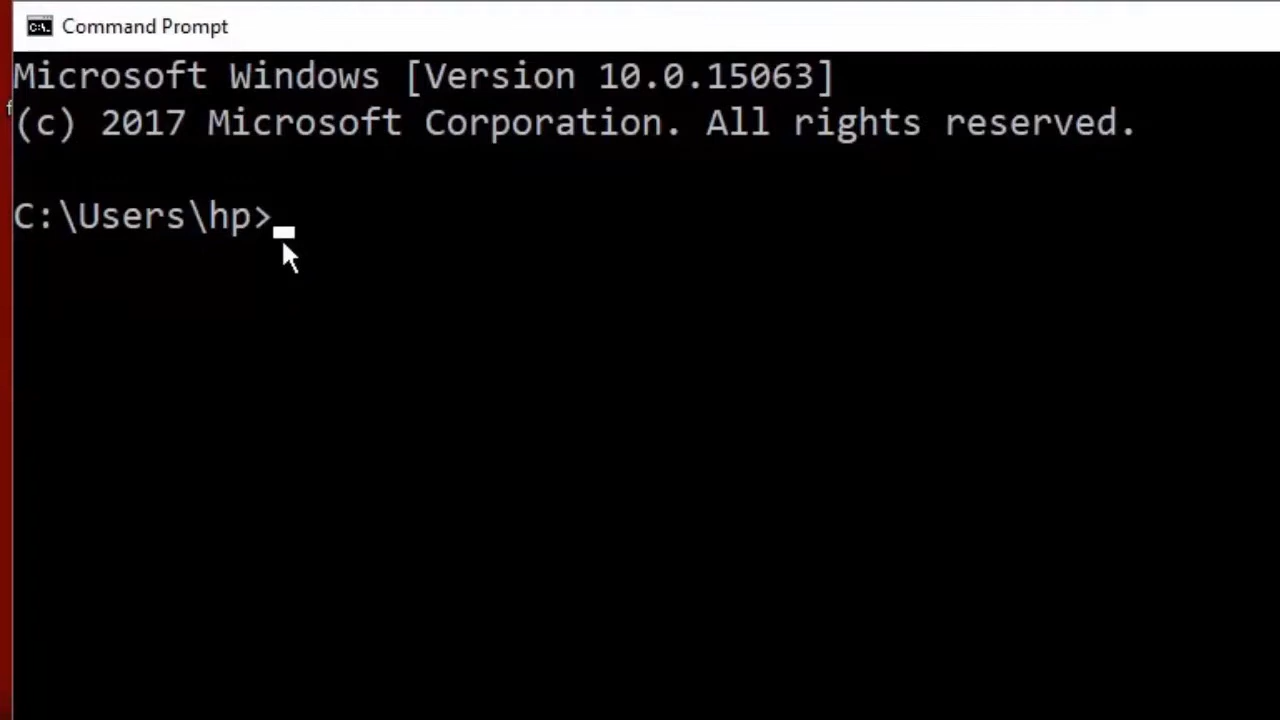 Command Prompt
Microsoft Windows [Version 10.0.15063]
(c) 2017 Microsoft Corporation. All rights reserved.
C:\Users\hp>